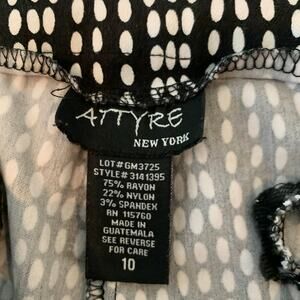 ATTYRE
NEW YORK
LOT#GM3725
STYLE#3141395
75% RAYON
22% NYLON
3% SPANDEX
RN 115760
MADE IN
GUATEMALA
SEE REVERSE
FOR CARE
10